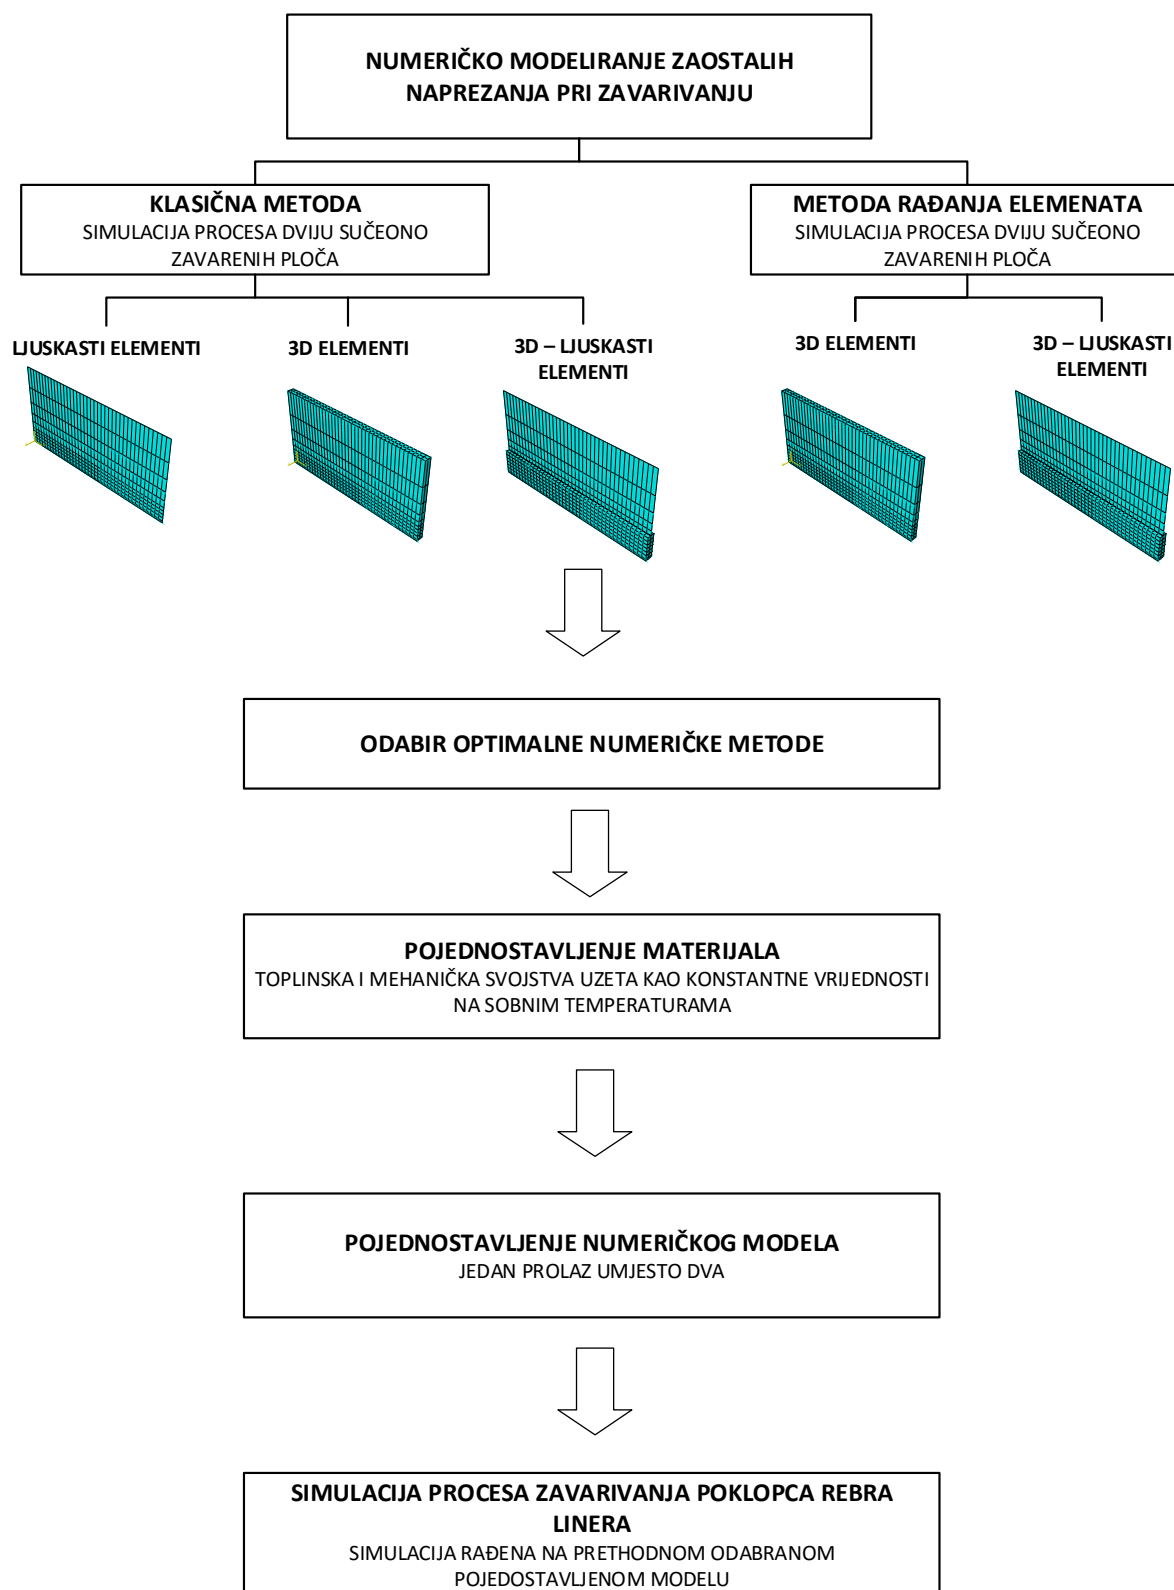 NUMERIČKO MODELIRANJE ZAOSTALIH
NAPREZANJA PRI ZAVARIVANJU
KLASIČNA METODA
SIMULACIJA PROCESA DVIJU SUČEONO
ZAVARENIH PLOČA
METODA RAĐANJA ELEMENATA
SIMULACIJA PROCESA DVIJU SUČEONO
ZAVARENIH PLOČA
LJUSKASTI ELEMENTI
3D ELEMENTI
3D – LJUSKASTI
ELEMENTI
3D ELEMENTI
3D – LJUSKASTI
ELEMENTI
ODABIR OPTIMALNE NUMERIČKE METODE
POJEDNOSTAVLJENJE MATERIJALA
TOPLINSKA I MEHANIČKA SVOJSTVA UZETA KAO KONSTANTNE VRIJEDNOSTI
NA SOBNIM TEMPERATURAMA
POJEDNOSTAVLJENJE NUMERIČKOG MODELA
JEDAN PROLAZ UMJESTO DVA
SIMULACIJA PROCESA ZAVARIVANJA POKLOPCA REBRA
LINERA
SIMULACIJA RAĐENA NA PRETHODNOM ODABRANOM
POJEDOSTAVLJENOM MODELU